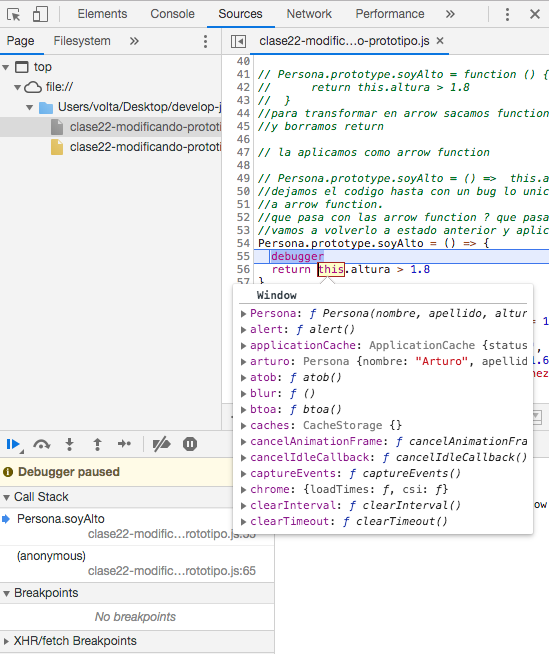 Elements Console Sources Network Performance »
Page Filesystem »
clase22-modific…o-prototipo.js ×
top
file://
Users/volta/Desktop/develop-j
clase22-modificando-prototi
clase22-modificando-prototi
40
41 // Persona.prototype.soyAlto = function () {
42 // return this.altura > 1.8
43 // }
44 //para transformar en arrow sacamos function
45 //y borramos return
46
47 // la aplicamos como arrow function
48
49 // Persona.prototype.soyAlto = () => this.a
50 //dejamos el codigo hasta con un bug lo unic
51 //a arrow function.
52 //que pasa con las arrow function ? que pasa
53 //vamos a volverlo a estado anterior y aplic
54 Persona.prototype.soyAlto = () => {
55 debugger
56 return this.altura > 1.8
57 }
Window
Persona: ƒ Persona(nombre, apellido, altur
alert: ƒ alert()
applicationCache: ApplicationCache {status
arturo: Persona {nombre: "Arturo", apellid
atob: ƒ atob()
blur: ƒ ()
btoa: ƒ btoa()
caches: CacheStorage {}
cancelAnimationFrame: ƒ cancelAnimationFra
cancelIdleCallback: ƒ cancelIdleCallback()
captureEvents: ƒ captureEvents()
chrome: {loadTimes: ƒ, csi: ƒ}
clearInterval: ƒ clearInterval()
clearTimeout: ƒ clearTimeout()
= 1
,
1.6
nez
ow
Debugger paused
Call Stack
Persona.soyAlto
clase22-modific…rototipo.js:55
(anonymous)
clase22-modific…rototipo.js:65
Breakpoints
No breakpoints
XHR/fetch Breakpoints